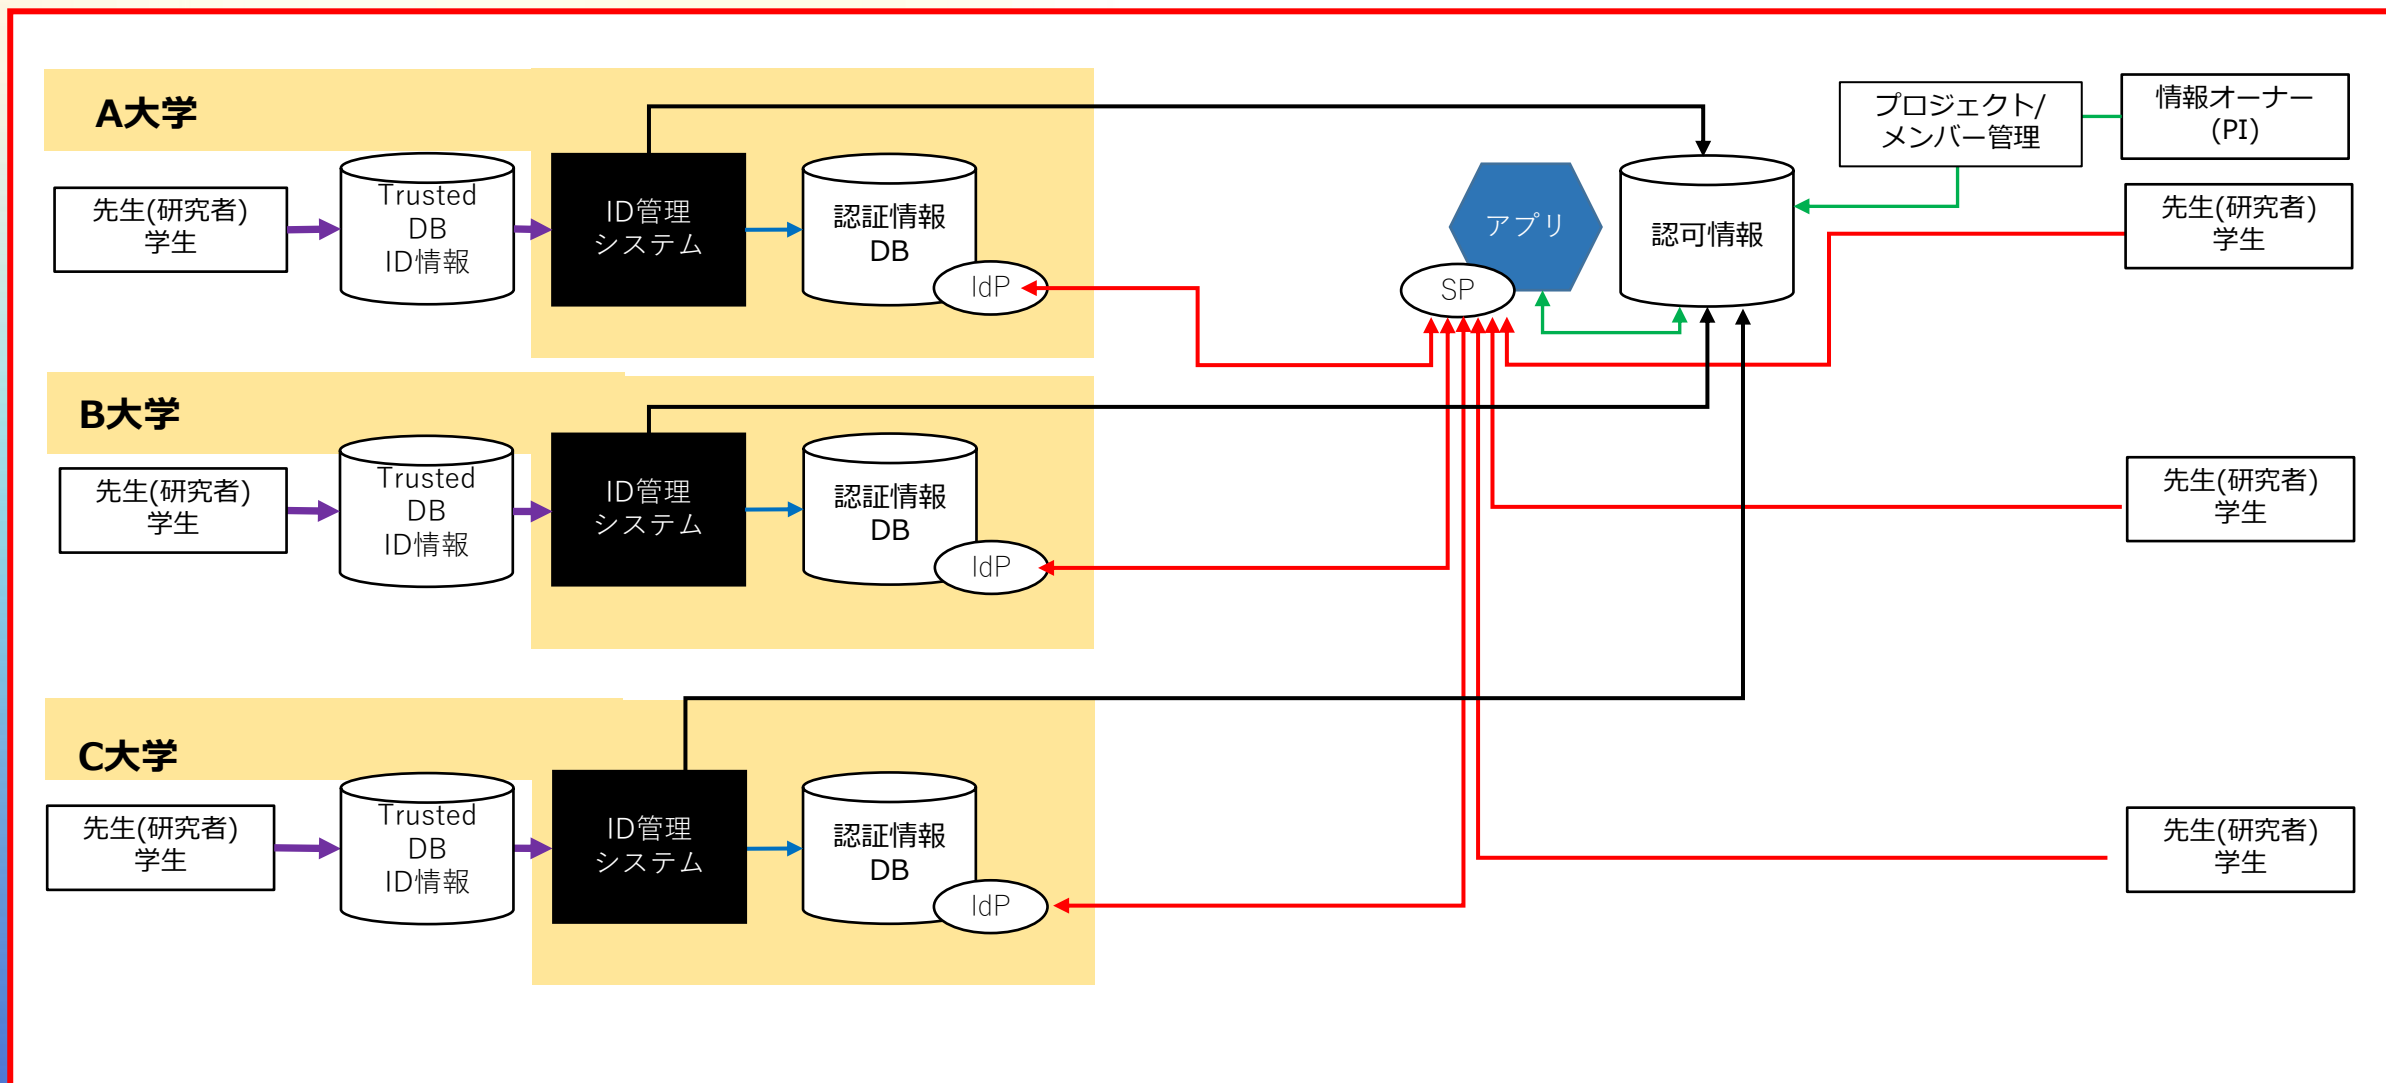 A大学
先生(研究者)
学生
Trusted
DB
ID情報
ID管理
システム
認証情報
DB
IdP
アプリ
SP
認可情報
プロジェクト/
メンバー管理
情報オーナー
(PI)
先生(研究者)
学生
B大学
先生(研究者)
学生
Trusted
DB
ID情報
ID管理
システム
認証情報
DB
IdP
先生(研究者)
学生
C大学
先生(研究者)
学生
Trusted
DB
ID情報
ID管理
システム
認証情報
DB
IdP
先生(研究者)
学生